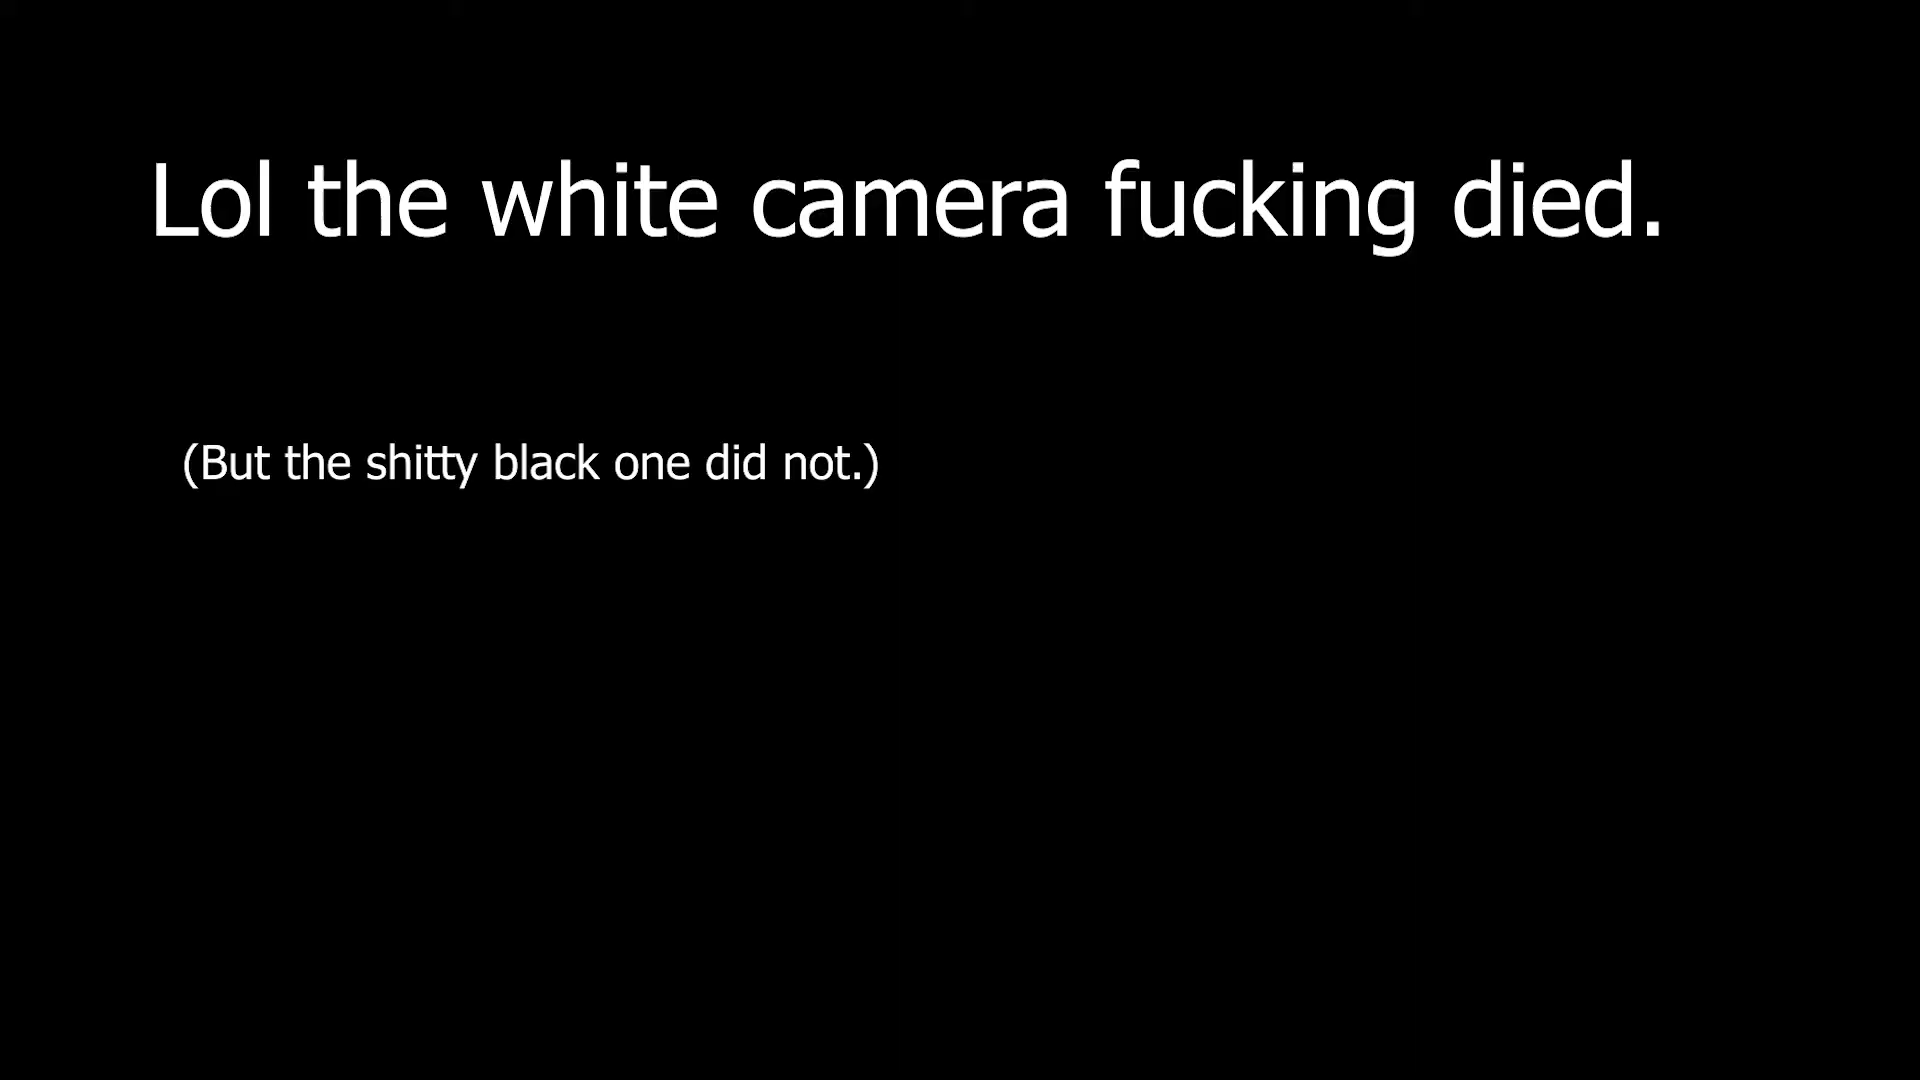 Lol the white camera fucking died.
(But the shitty black one did not.)